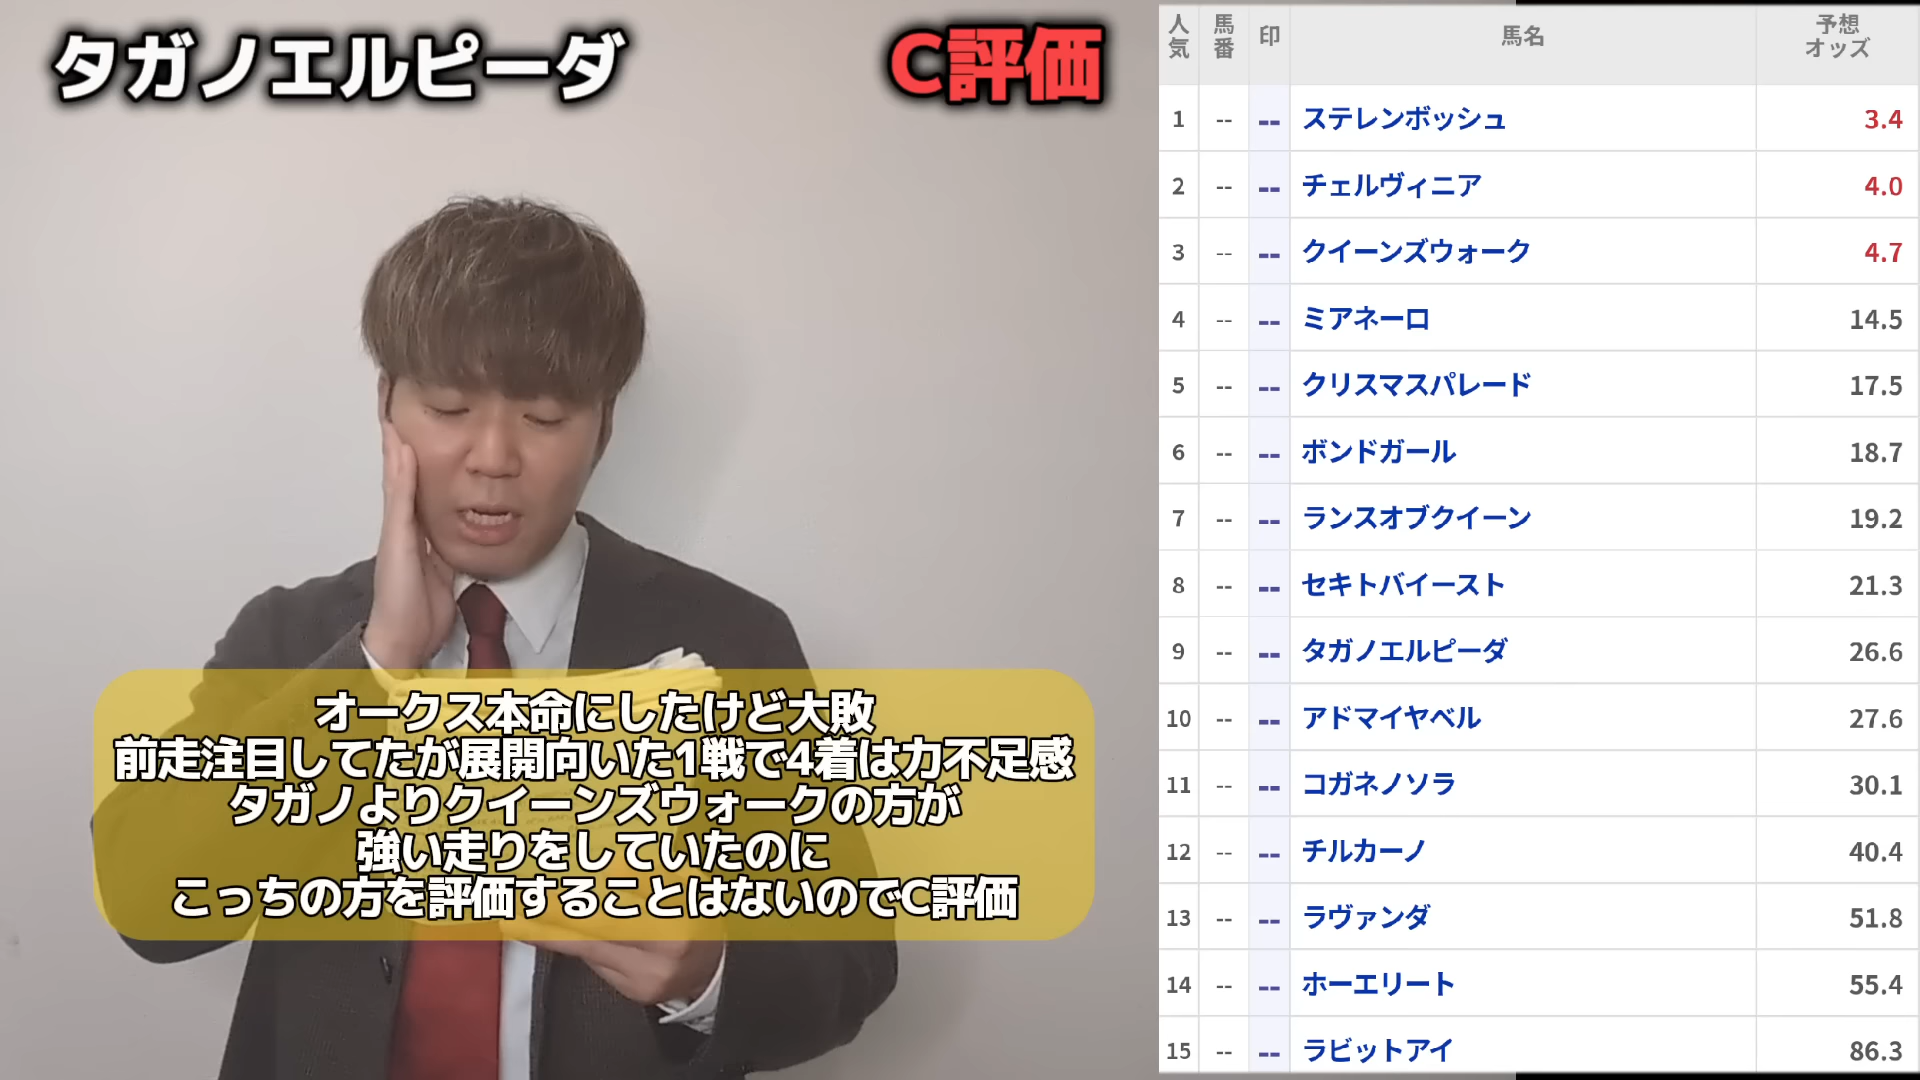 タガノエルピーダ
C評価
オークス本命にしたけど大敗
前走注目してたが展開向いた1戦で4着は力不足感
タガノよりクイーンズウォークの方が
強い走りをしていたのに
こっちの方を評価することはないのでC評価
人気 馬番 印 馬名 予想オッズ
1 -- -- ステレンボッシュ 3.4
2 -- -- チェルヴィニア 4.0
3 -- -- クイーンズウォーク 4.7
4 -- -- ミアネーロ 14.5
5 -- -- クリスマスパレード 17.5
6 -- -- ボンドガール 18.7
7 -- -- ランスオブクイーン 19.2
8 -- -- セキトバイースト 21.3
9 -- -- タガノエルピーダ 26.6
10 -- -- アドマイヤベル 27.6
11 -- -- コガネノソラ 30.1
12 -- -- チルカーノ 40.4
13 -- -- ラヴァンダ 51.8
14 -- -- ホーエリート 55.4
15 -- -- ラビットアイ 86.3